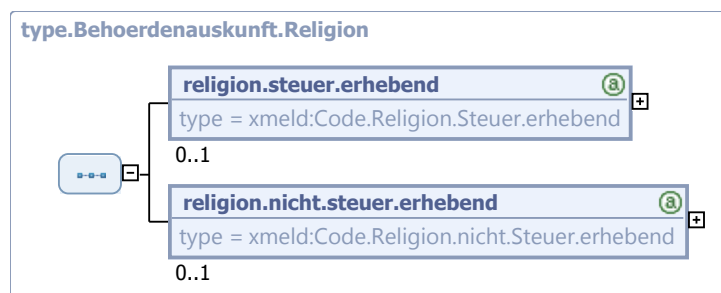 type.Behoerdenauskunft.Religion
religion.steuer.erhebend
type = xmeld:Code.Religion.Steuer.erhebend
0..1
religion.nicht.steuer.erhebend
type = xmeld:Code.Religion.nicht.Steuer.erhebend
0..1